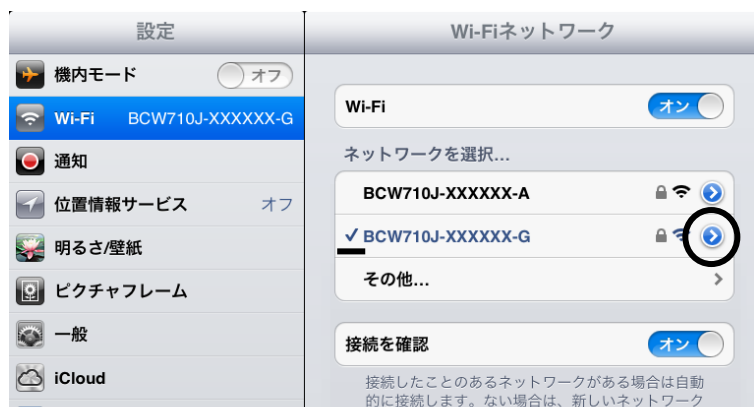 設定
機内モード オフ
Wi-Fi BCW710J-XXXXXX-G
通知
位置情報サービス オフ
明るさ/壁紙
ピクチャフレーム
一般
iCloud
Wi-Fiネットワーク
Wi-Fi オン
ネットワークを選択...
BCW710J-XXXXXX-A
✓ BCW710J-XXXXXX-G
その他...
接続を確認 オン
接続したことのあるネットワークがある場合は自動
的に接続します。ない場合は、新しいネットワーク